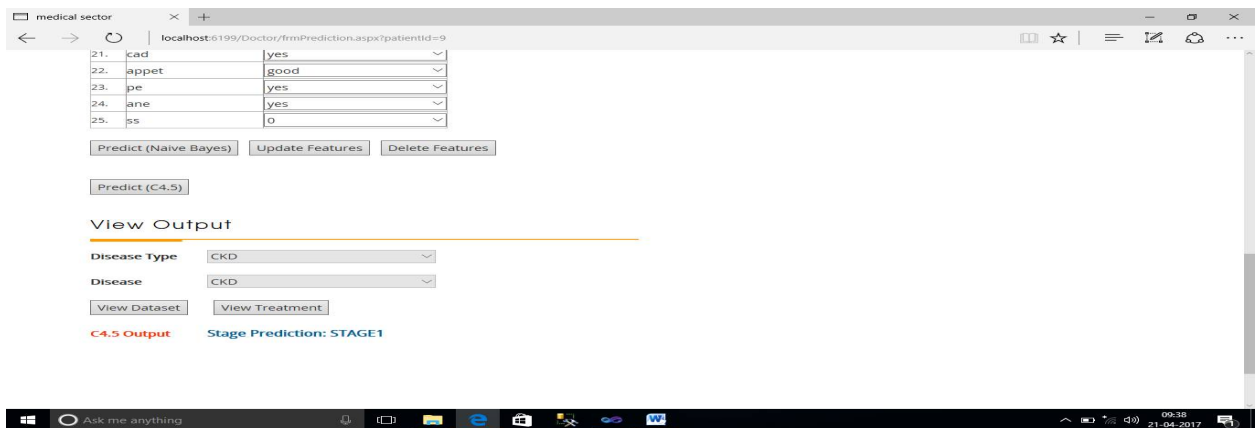 medical sector
localhost:6199/Doctor/frmPrediction.aspx?patientId=9
21. cad yes
22. appet good
23. pe yes
24. ane yes
25. ss 0
Predict (Naive Bayes) Update Features Delete Features
Predict (C4.5)
View Output
Disease Type CKD
Disease CKD
View Dataset View Treatment
C4.5 Output Stage Prediction: STAGE1
Ask me anything
09:38
21-04-2017